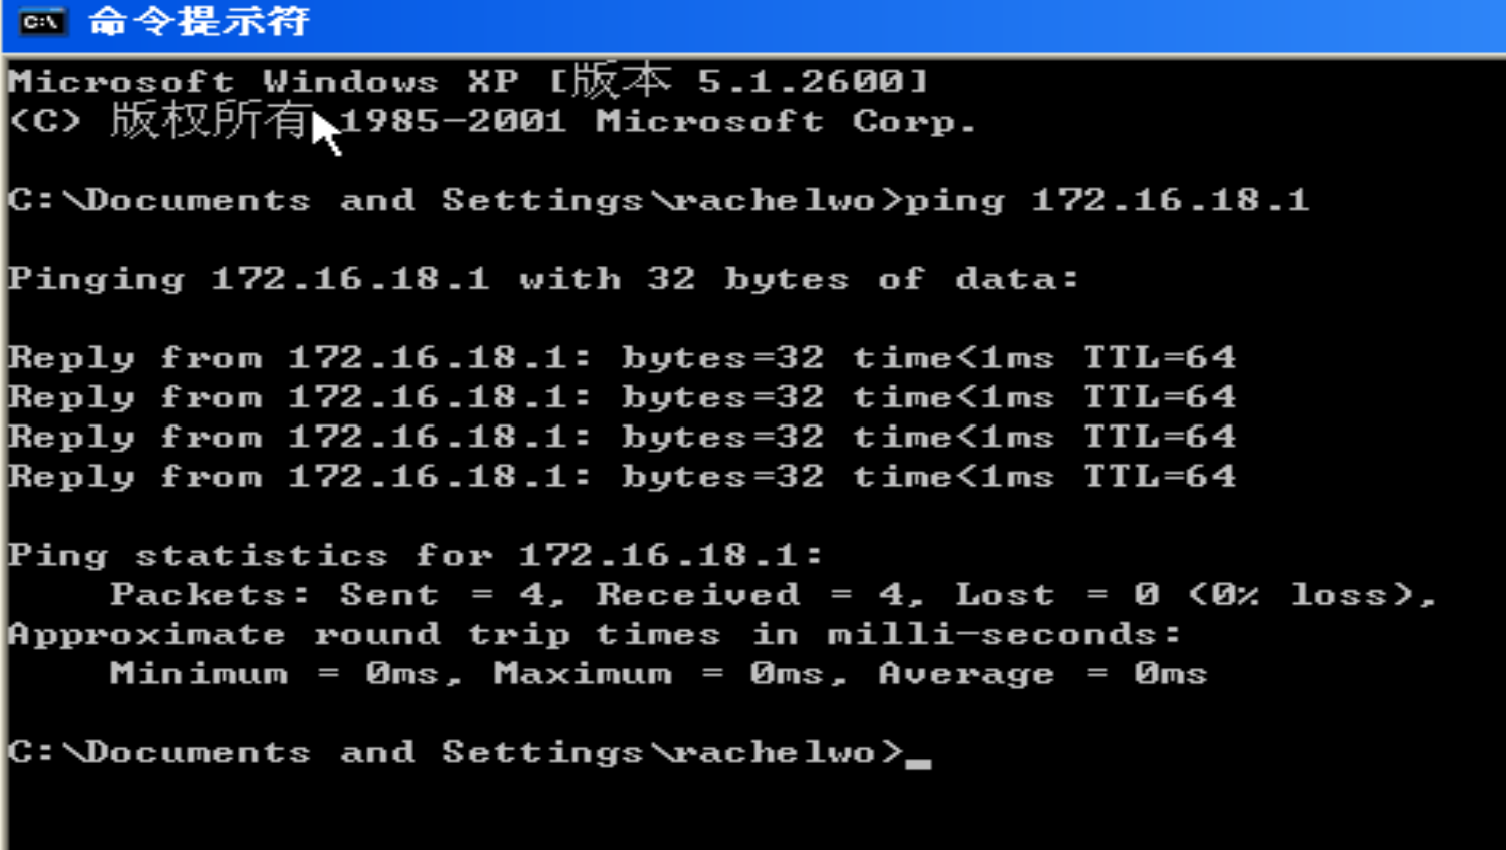 命令提示符
Microsoft Windows XP [版本 5.1.2600]
(C) 版权所有 1985-2001 Microsoft Corp.
C:\Documents and Settings\rachelwo>ping 172.16.18.1
Pinging 172.16.18.1 with 32 bytes of data:
Reply from 172.16.18.1: bytes=32 time<1ms TTL=64
Reply from 172.16.18.1: bytes=32 time<1ms TTL=64
Reply from 172.16.18.1: bytes=32 time<1ms TTL=64
Reply from 172.16.18.1: bytes=32 time<1ms TTL=64
Ping statistics for 172.16.18.1:
Packets: Sent = 4, Received = 4, Lost = 0 (0% loss),
Approximate round trip times in milli-seconds:
Minimum = 0ms, Maximum = 0ms, Average = 0ms
C:\Documents and Settings\rachelwo>_